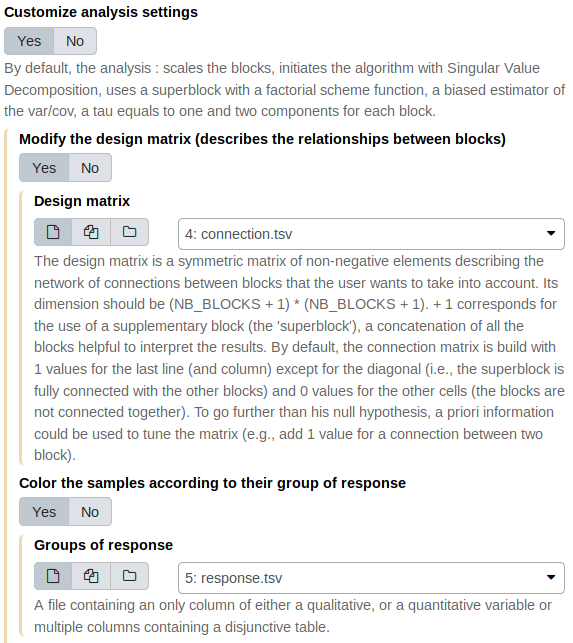 Customize analysis settings
Yes No
By default, the analysis : scales the blocks, initiates the algorithm with Singular Value
Decomposition, uses a superblock with a factorial scheme function, a biased estimator of
the var/cov, a tau equals to one and two components for each block.
Modify the design matrix (describes the relationships between blocks)
Yes No
Design matrix
4: connection.tsv
The design matrix is a symmetric matrix of non-negative elements describing the
network of connections between blocks that the user wants to take into account. Its
dimension should be (NB_BLOCKS + 1) * (NB_BLOCKS + 1). + 1 corresponds for
the use of a supplementary block (the 'superblock'), a concatenation of all the
blocks helpful to interpret the results. By default, the connection matrix is build with
1 values for the last line (and column) except for the diagonal (i.e., the superblock is
fully connected with the other blocks) and 0 values for the other cells (the blocks are
not connected together). To go further than his null hypothesis, a priori information
could be used to tune the matrix (e.g., add 1 value for a connection between two
block).
Color the samples according to their group of response
Yes No
Groups of response
5: response.tsv
A file containing an only column of either a qualitative, or a quantitative variable or
multiple columns containing a disjunctive table.